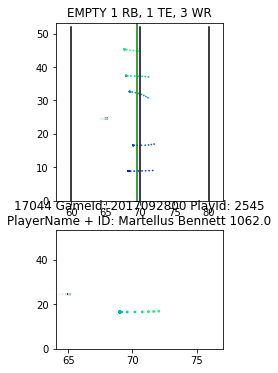 EMPTY 1 RB, 1 TE, 3 WR
50
40
30
20
10
0
60 65 70 75 80
17044 GameId: 2017092800 PlayId: 2545
PlayerName + ID: Martellus Bennett 1062.0
40
20
0
65 70 75